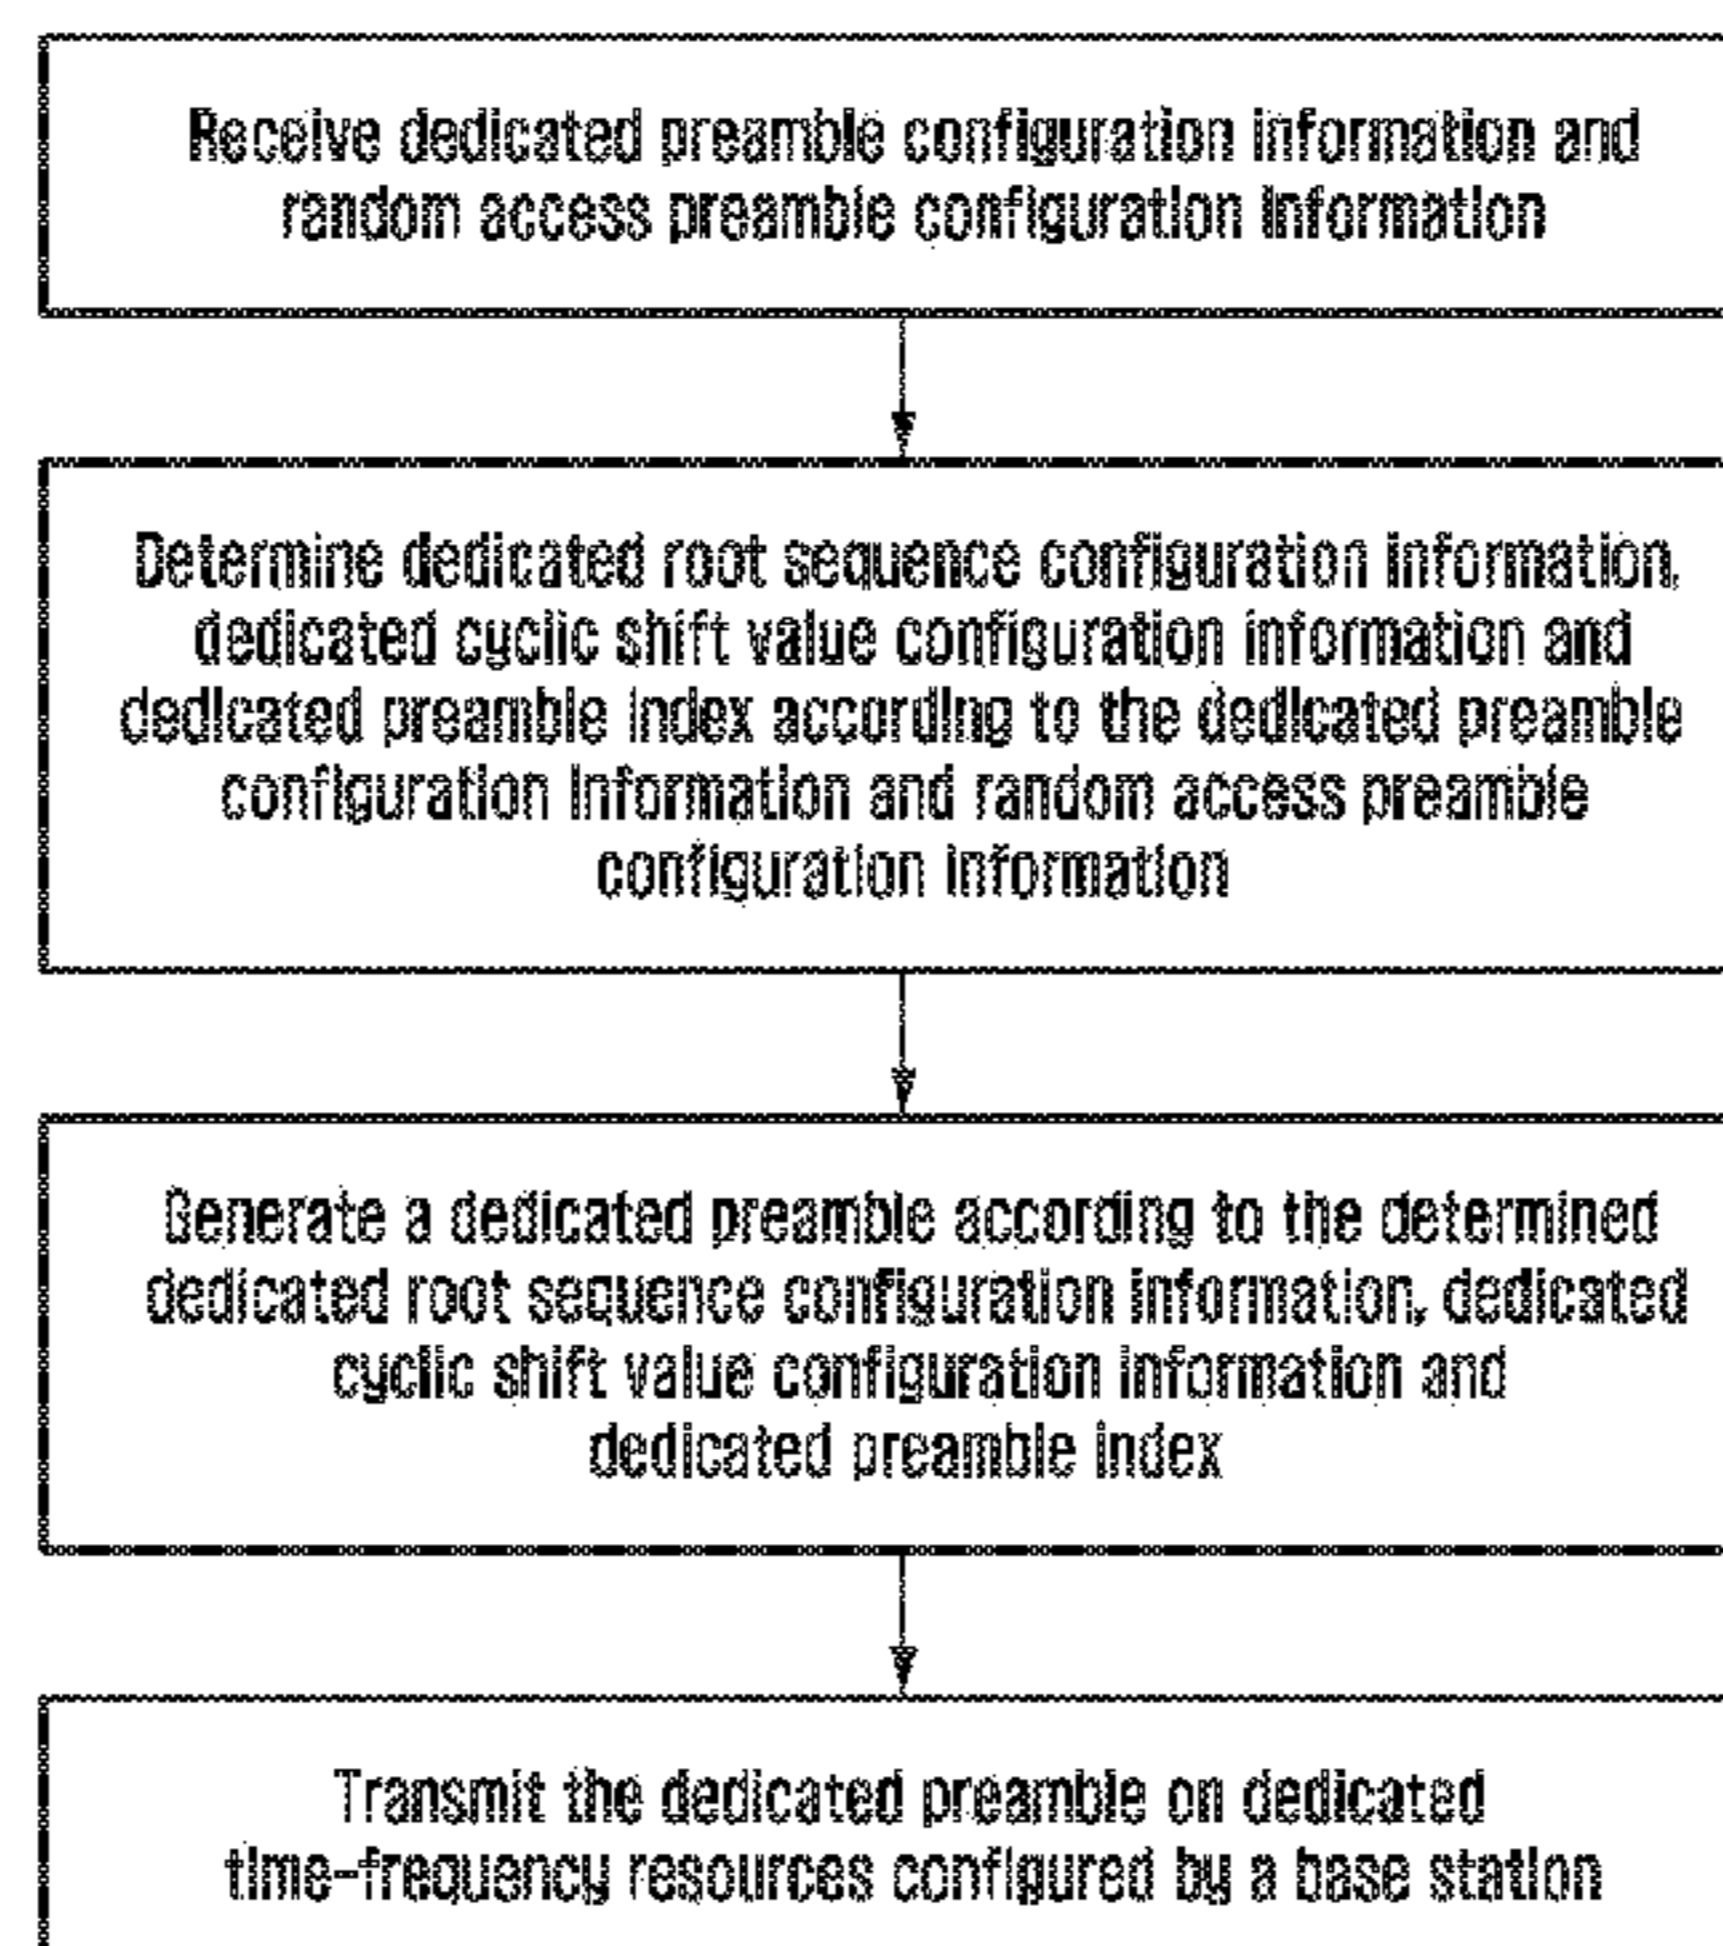 Receive dedicated preamble configuration information and
random access preamble configuration information
Determine dedicated root sequence configuration information,
dedicated cyclic shift value configuration information and
dedicated preamble index according to the dedicated preamble
configuration information and random access preamble
configuration information
Generate a dedicated preamble according to the determined
dedicated root sequence configuration information, dedicated
cyclic shift value configuration information and
dedicated preamble index
Transmit the dedicated preamble on dedicated
time-frequency resources configured by a base station